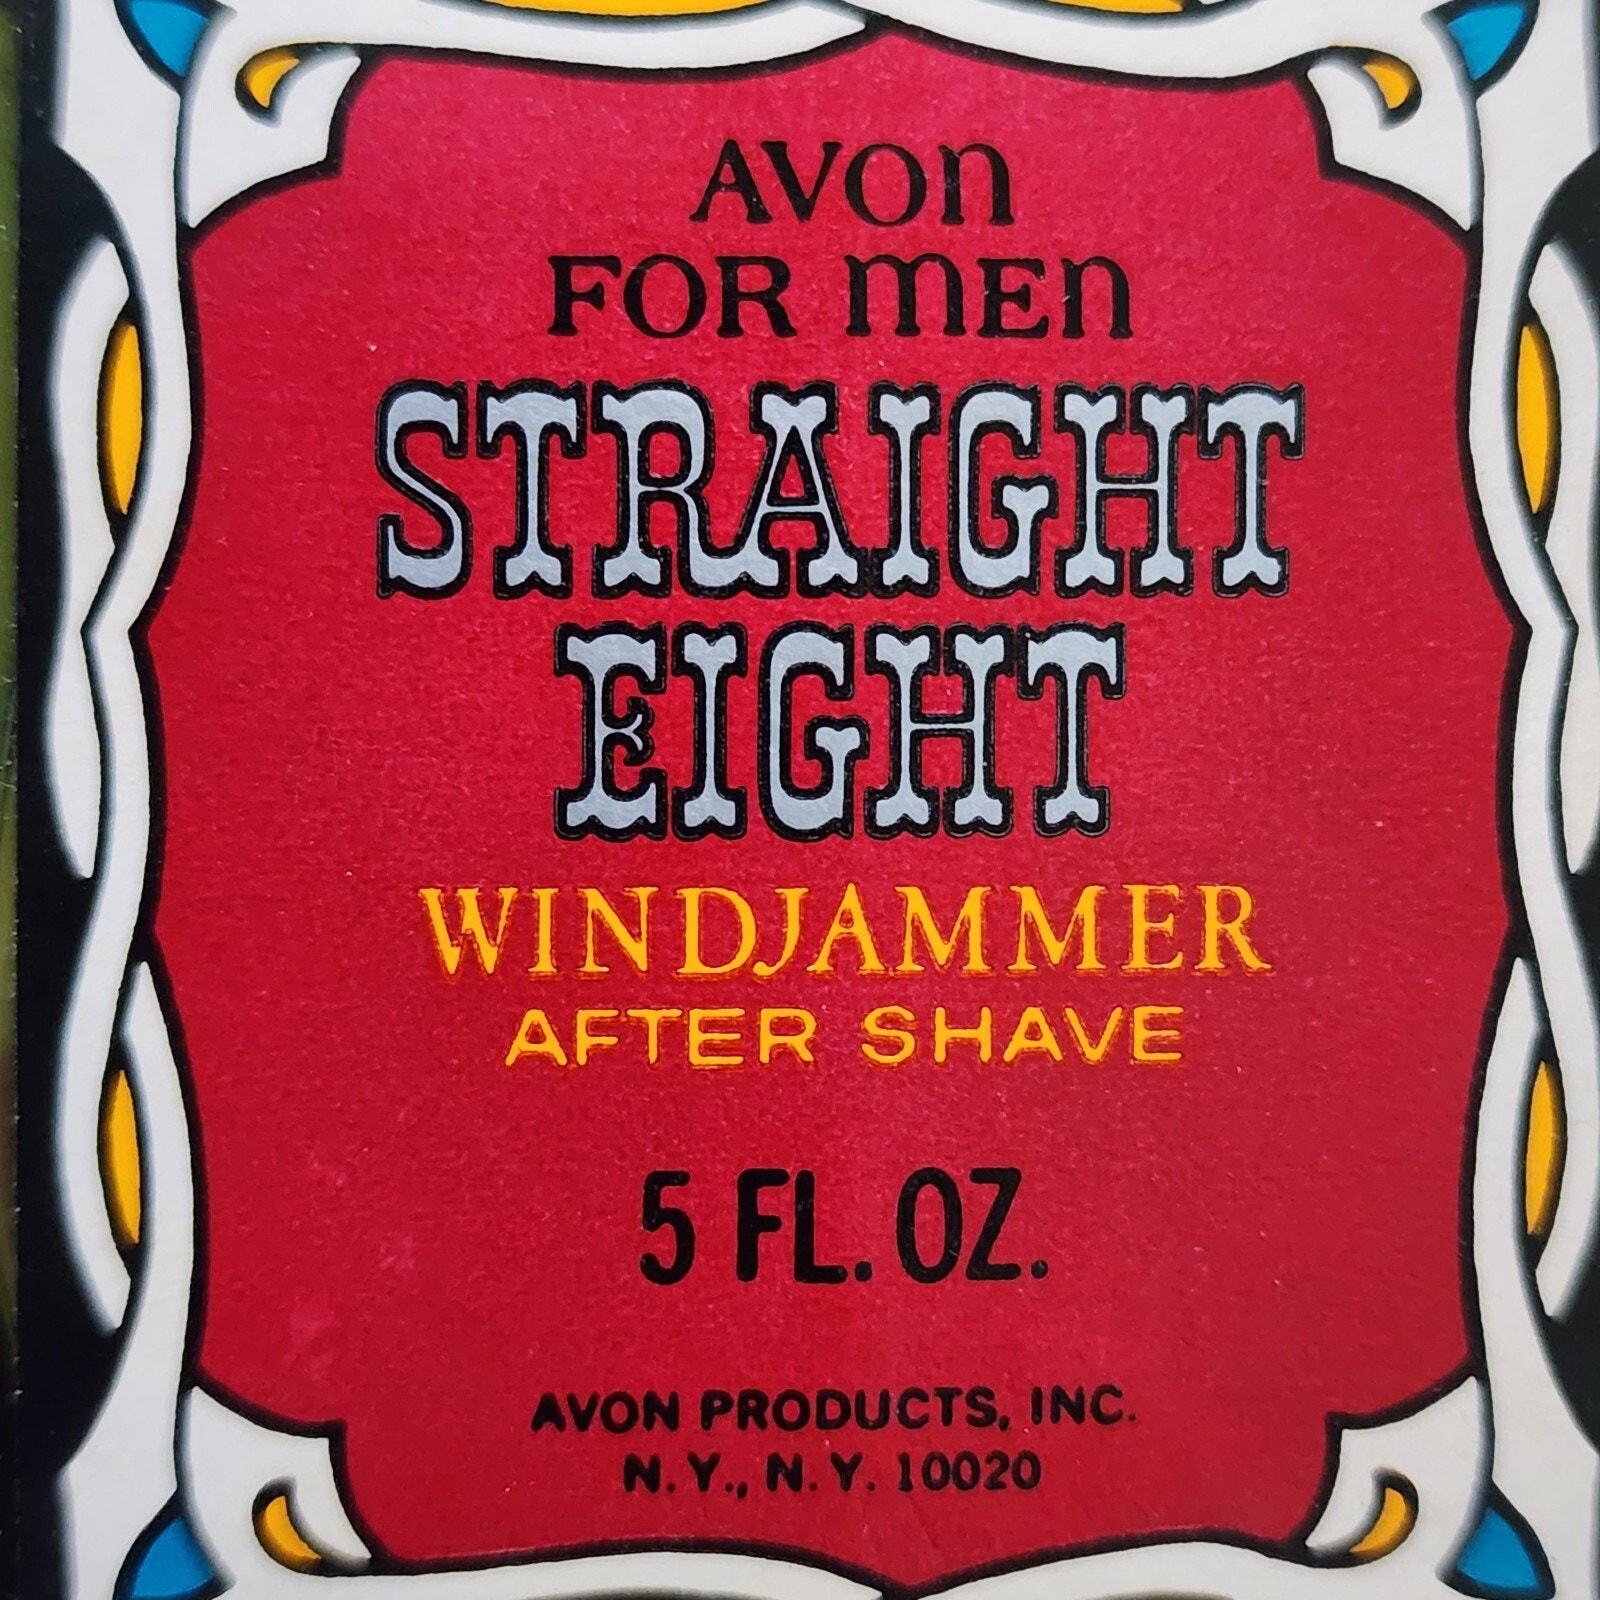 AVON
FOR MEN
STRAIGHT
EIGHT
WINDJAMMER
AFTER SHAVE
5 FL. OZ.
AVON PRODUCTS, INC.
N.Y., N.Y. 10020